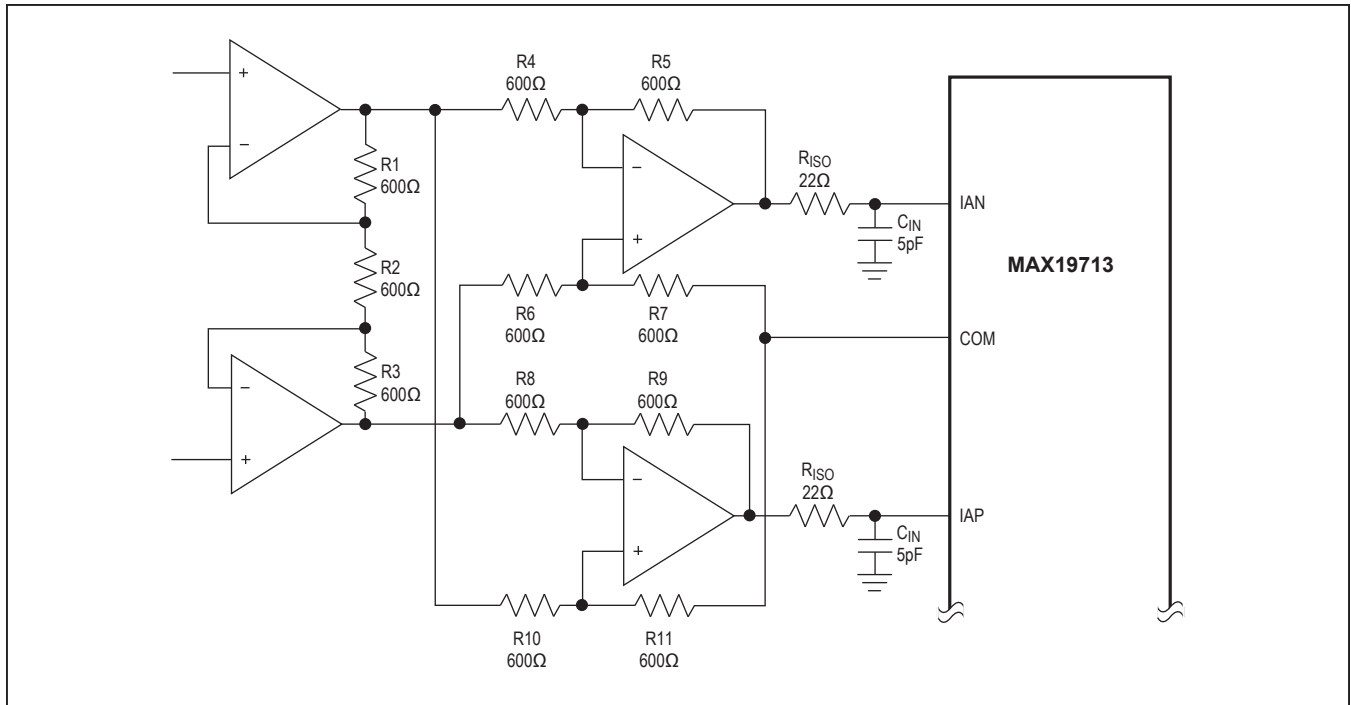 R4
600Ω
R5
600Ω
+
−
R1
600Ω
−
+
RISO
22Ω
IAN
CIN
5pF
R2
600Ω
MAX19713
R6
600Ω
R7
600Ω
COM
−
+
R3
600Ω
R8
600Ω
R9
600Ω
−
+
RISO
22Ω
IAP
CIN
5pF
R10
600Ω
R11
600Ω